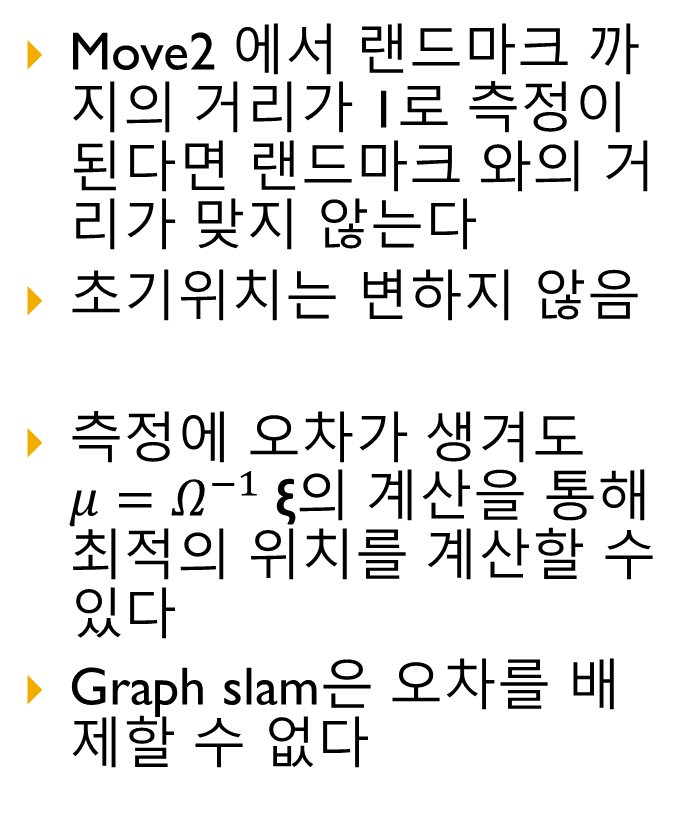 Move2 에서 랜드마크 까
지의 거리가 1로 측정이
된다면 랜드마크 와의 거
리가 맞지 않는다
초기위치는 변하지 않음
측정에 오차가 생겨도
μ = Ω⁻¹ ξ의 계산을 통해
최적의 위치를 계산할 수
있다
Graph slam은 오차를 배
제할 수 없다